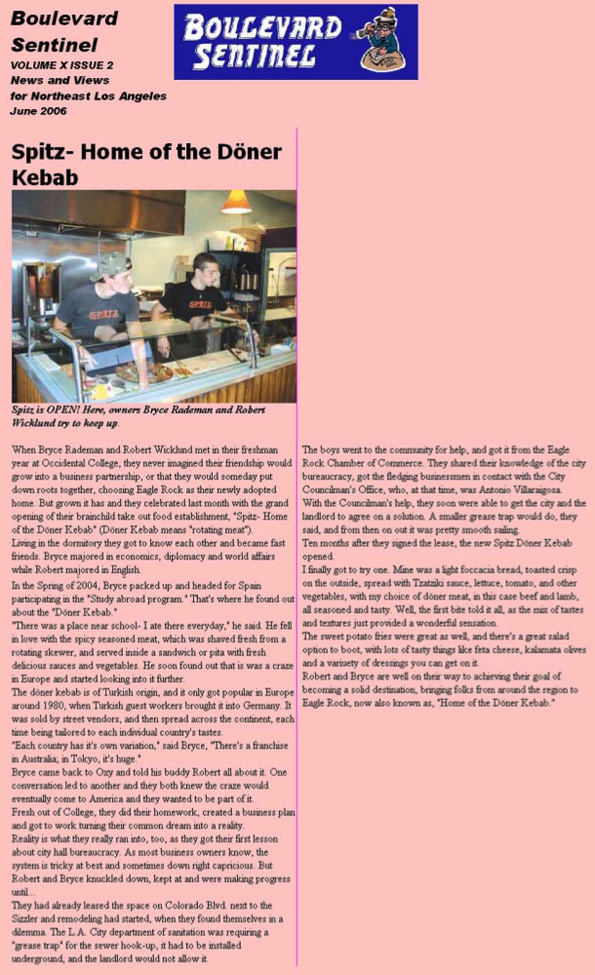 Boulevard
Sentinel
VOLUME X ISSUE 2
News and Views
for Northeast Los Angeles
June 2006
BOULEVARD
SENTINEL
Spitz- Home of the Döner
Kebab
SPITZ
SPITZ
Spitz is OPEN! Here, owners Bryce Rademan and Robert
Wicklund try to keep up.
When Bryce Rademan and Robert Wicklund met in their freshman
year at Occidental College, they never imagined their friendship would
grow into a business partnership, or that they would someday put
down roots together, choosing Eagle Rock as their newly adopted
home. But grown it has and they celebrated last month with the grand
opening of their brainchild take out food establishment, "Spitz- Home
of the Döner Kebab" (Döner Kebab means "rotating meat").
Living in the dormitory they got to know each other and became fast
friends. Bryce majored in economics, diplomacy and world affairs
while Robert majored in English.
In the Spring of 2004, Bryce packed up and headed for Spain
participating in the "Study abroad program." That's where he found out
about the "Döner Kebab."
"There was a place near school- I ate there everyday," he said. He fell
in love with the spicy seasoned meat, which was shaved fresh from a
rotating skewer, and served inside a sandwich or pita with fresh
delicious sauces and vegetables. He soon found out that is was a craze
in Europe and started looking into it further.
The döner kebab is of Turkish origin, and it only got popular in Europe
around 1980, when Turkish guest workers brought it into Germany. It
was sold by street vendors, and then spread across the continent, each
time being tailored to each individual country's tastes.
"Each country has it's own variation," said Bryce, "There's a franchise
in Australia; in Tokyo, it's huge."
Bryce came back to Oxy and told his buddy Robert all about it. One
conversation led to another and they both knew the craze would
eventually come to America and they wanted to be part of it.
Fresh out of College, they did their homework, created a business plan
and got to work turning their common dream into a reality.
Reality is what they really ran into, too, as they got their first lesson
about city hall bureaucracy. As most business owners know, the
system is tricky at best and sometimes down right capricious. But
Robert and Bryce knuckled down, kept at and were making progress
until...
They had already leased the space on Colorado Blvd. next to the
Sizzler and remodeling had started, when they found themselves in a
dilemma. The L.A. City department of sanitation was requiring a
"grease trap" for the sewer hook-up, it had to be installed
underground, and the landlord would not allow it.
The boys went to the community for help, and got it from the Eagle
Rock Chamber of Commerce. They shared their knowledge of the city
bureaucracy, got the fledging businessmen in contact with the City
Councilman's Office, who, at that time, was Antonio Villaraigosa.
With the Councilman's help, they soon were able to get the city and the
landlord to agree on a solution. A smaller grease trap would do, they
said, and from then on out it was pretty smooth sailing.
Ten months after they signed the lease, the new Spitz Döner Kebab
opened.
I finally got to try one. Mine was a light foccacia bread, toasted crisp
on the outside, spread with Tzatziki sauce, lettuce, tomato, and other
vegetables, with my choice of döner meat, in this case beef and lamb,
all seasoned and tasty. Well, the first bite told it all, as the mix of tastes
and textures just provided a wonderful sensation.
The sweet potato fries were great as well, and there's a great salad
option to boot, with lots of tasty things like feta cheese, kalamata olives
and a variuety of dressings you can get on it.
Robert and Bryce are well on their way to achieving their goal of
becoming a solid destination, bringing folks from around the region to
Eagle Rock, now also known as, "Home of the Döner Kebab."